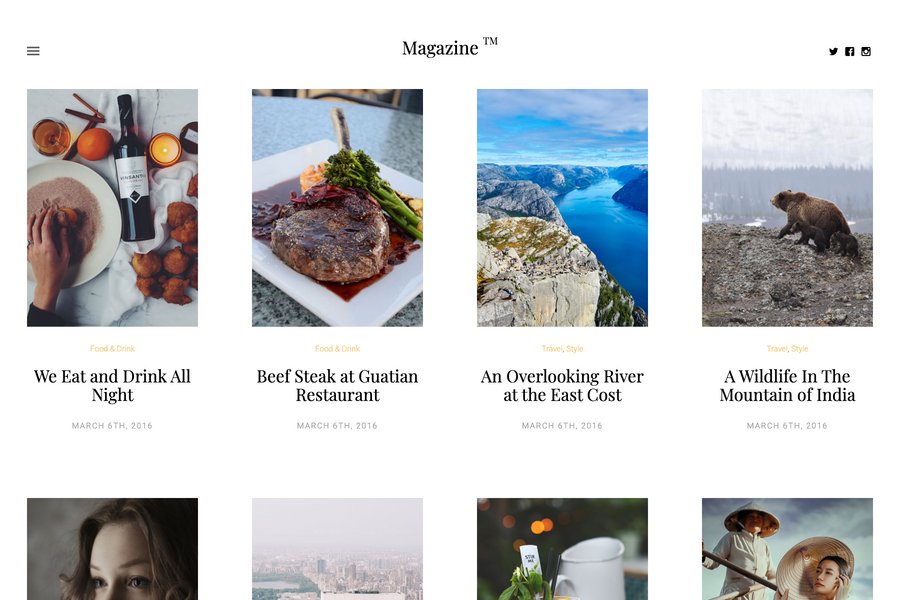 Magazine ™
VINSANTO
Food & Drink
Food & Drink
Travel, Style
Travel, Style
We Eat and Drink All
Night
Beef Steak at Guatian
Restaurant
An Overlooking River
at the East Cost
A Wildlife In The
Mountain of India
MARCH 6TH, 2016
MARCH 6TH, 2016
MARCH 6TH, 2016
MARCH 6TH, 2016